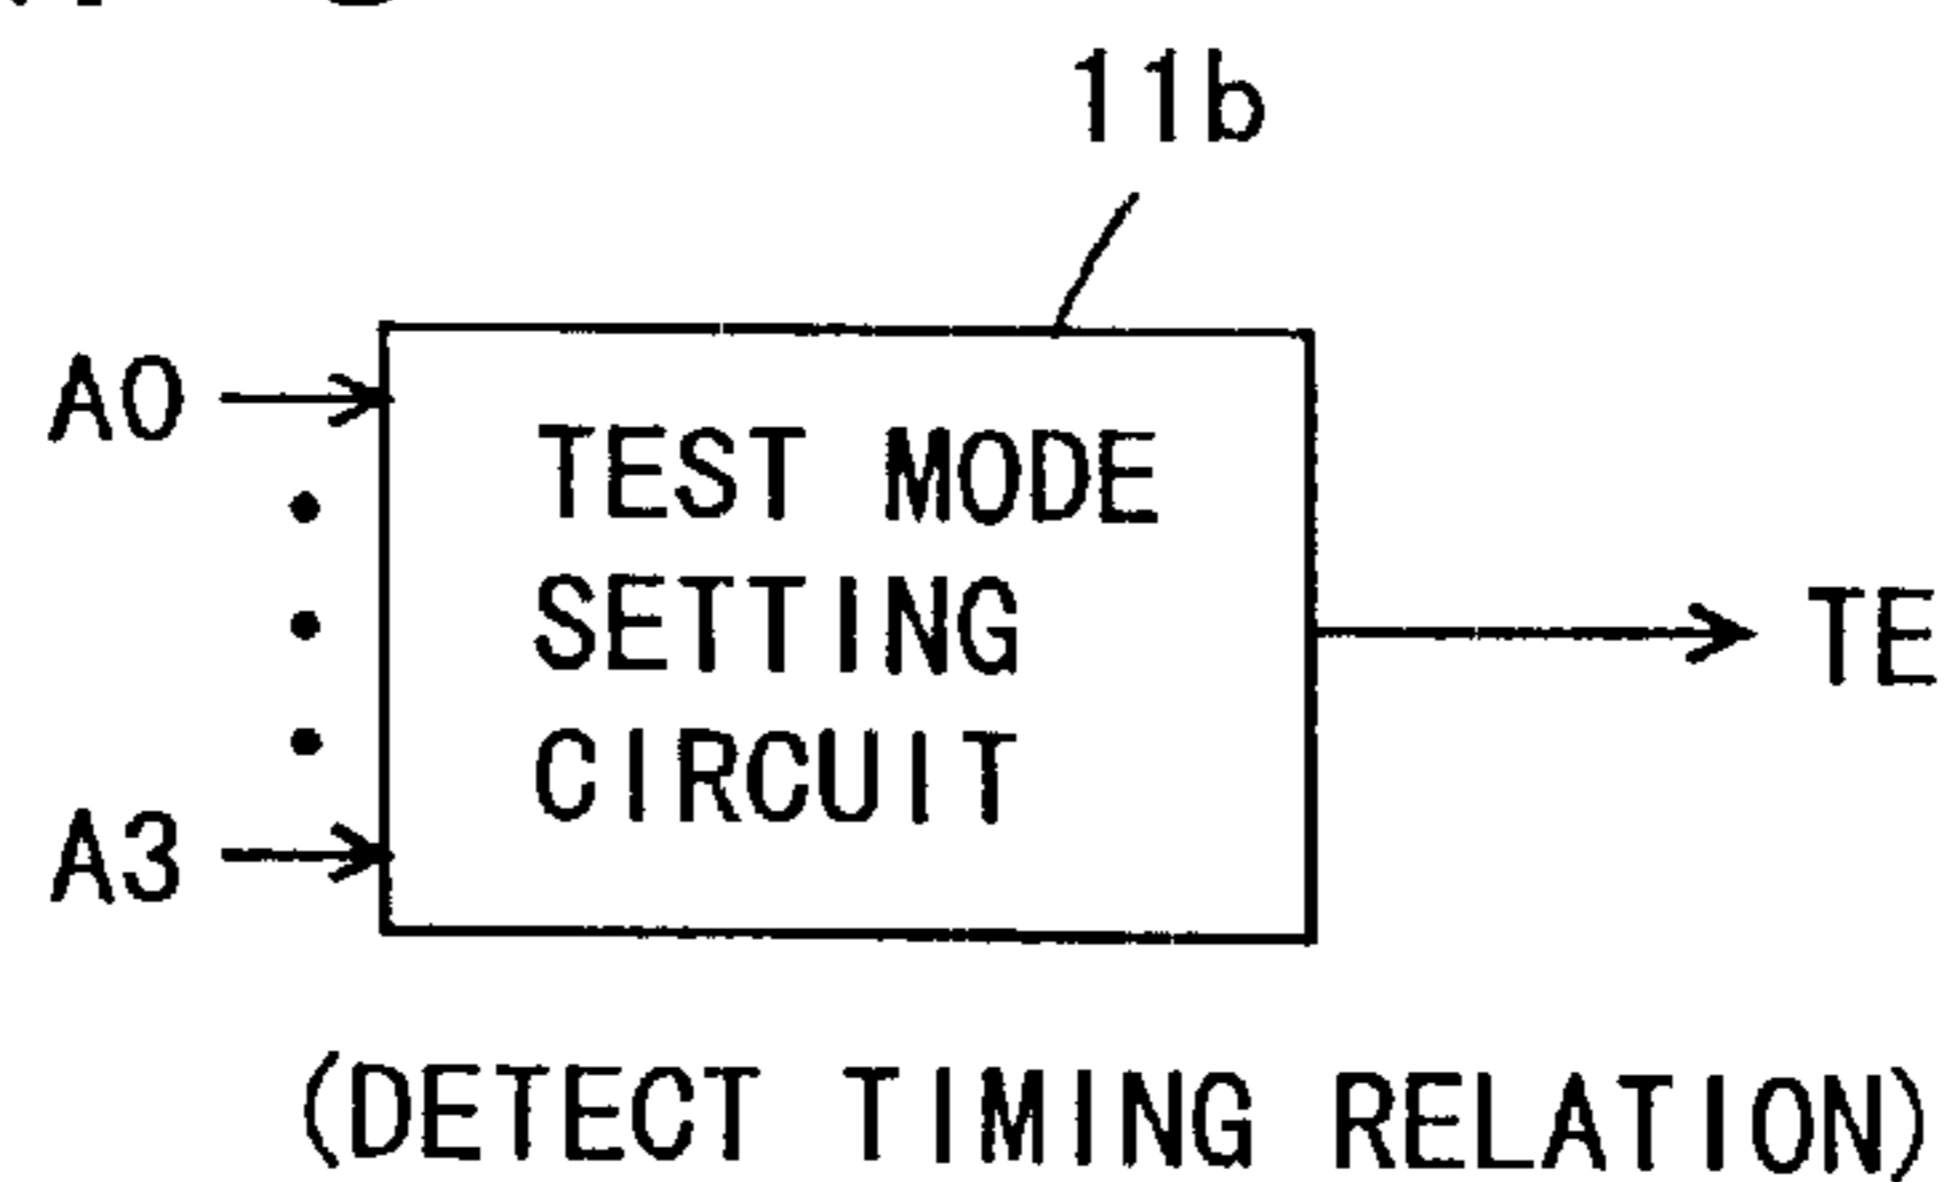 11b
A0
TEST MODE
SETTING
CIRCUIT
TE
A3
(DETECT TIMING RELATION)